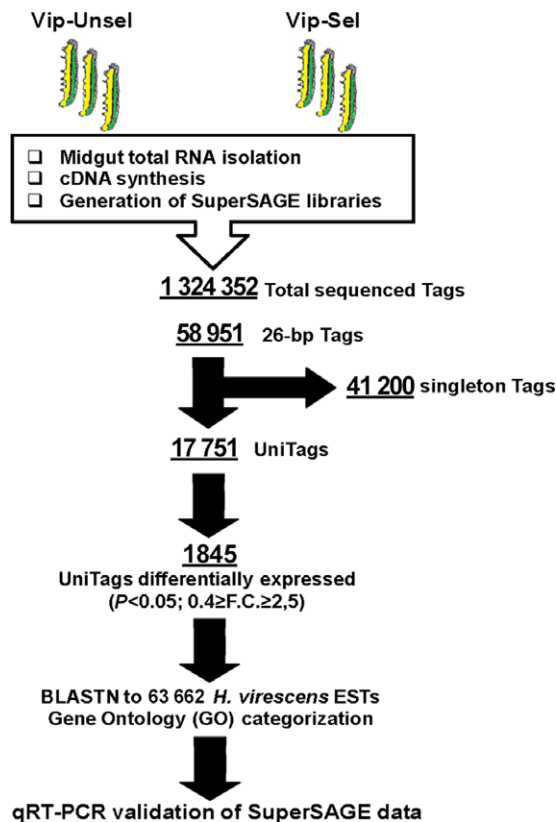 Vip-Unsel Vip-Sel
❑ Midgut total RNA isolation
❑ cDNA synthesis
❑ Generation of SuperSAGE libraries
1 324 352 Total sequenced Tags
58 951 26-bp Tags
41 200 singleton Tags
17 751 UniTags
1845
UniTags differentially expressed
(P<0.05; 0.4≥F.C.≥2,5)
BLASTN to 63 662 H. virescens ESTs
Gene Ontology (GO) categorization
qRT-PCR validation of SuperSAGE data